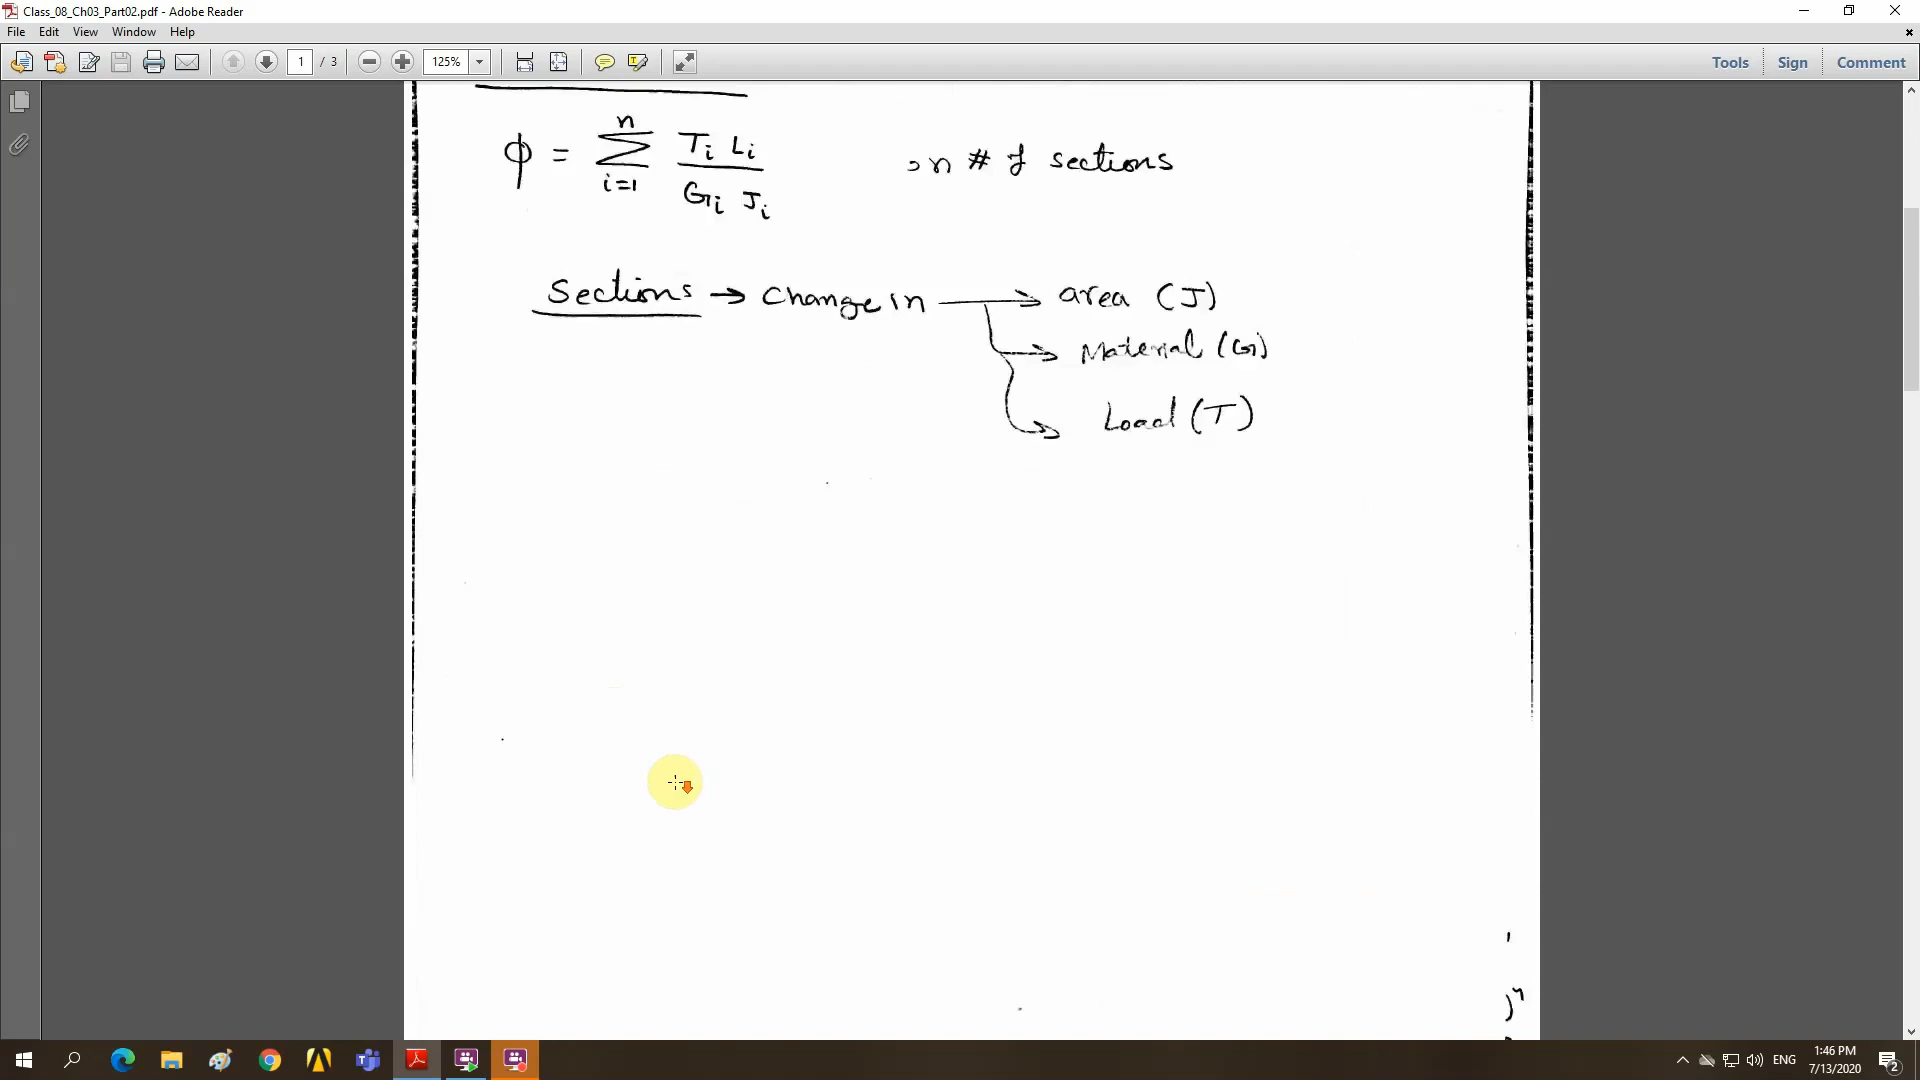 Class_08_Ch03_Part02.pdf - Adobe Reader
File Edit View Window Help
1 / 3 125% Tools Sign Comment
ϕ = n Σ i=1 Ti Li / Gi Ji , n # of sections
Sections → Change in → area (J)
→ Material (G)
→ Load (T)
ENG 1:46 PM
7/13/2020 2